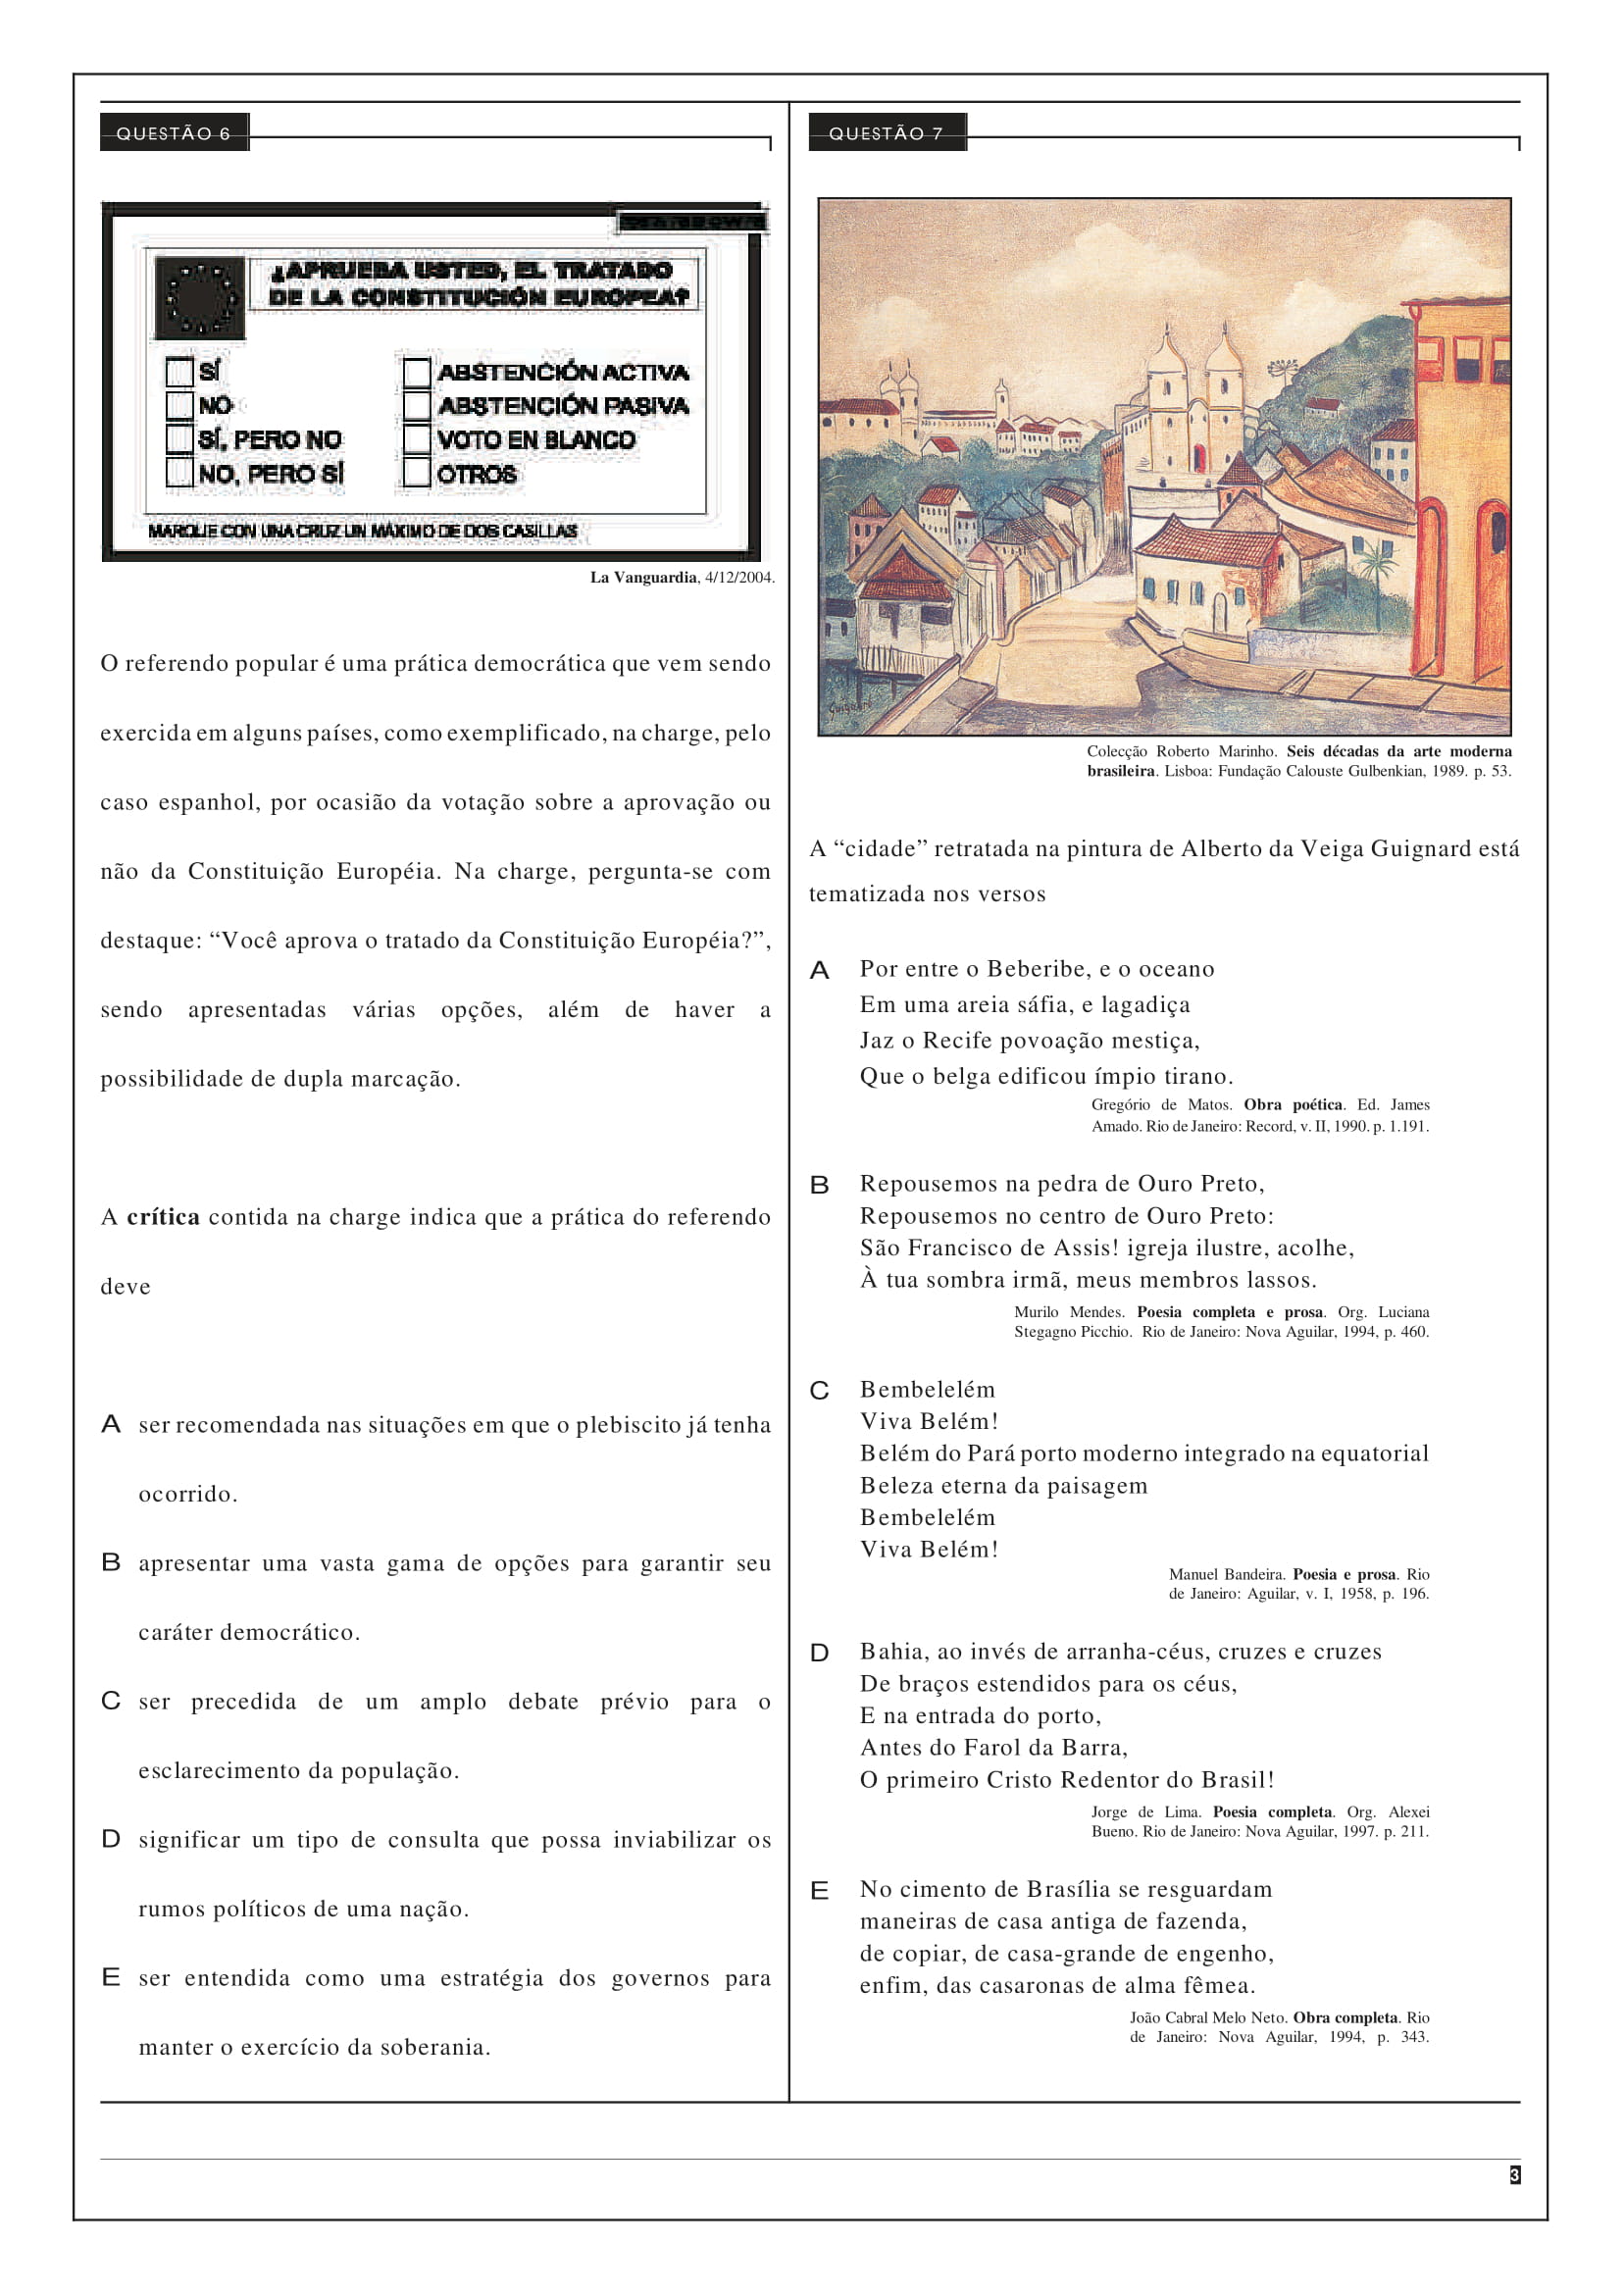 QUESTÃO 6
¿APRUEBA USTED, EL TRATADO
DE LA CONSTITUCIÓN EUROPEA?
SÍ
NO
SÍ, PERO NO
NO, PERO SÍ
ABSTENCIÓN ACTIVA
ABSTENCIÓN PASIVA
VOTO EN BLANCO
OTROS
MARQUE CON UNA CRUZ UN MÁXIMO DE DOS CASILLAS
La Vanguardia, 4/12/2004.
O referendo popular é uma prática democrática que vem sendo
exercida em alguns países, como exemplificado, na charge, pelo
caso espanhol, por ocasião da votação sobre a aprovação ou
não da Constituição Européia. Na charge, pergunta-se com
destaque: “Você aprova o tratado da Constituição Européia?”,
sendo apresentadas várias opções, além de haver a
possibilidade de dupla marcação.
A crítica contida na charge indica que a prática do referendo
deve
A ser recomendada nas situações em que o plebiscito já tenha
ocorrido.
B apresentar uma vasta gama de opções para garantir seu
caráter democrático.
C ser precedida de um amplo debate prévio para o
esclarecimento da população.
D significar um tipo de consulta que possa inviabilizar os
rumos políticos de uma nação.
E ser entendida como uma estratégia dos governos para
manter o exercício da soberania.
QUESTÃO 7
Guignard
Colecção Roberto Marinho. Seis décadas da arte moderna
brasileira. Lisboa: Fundação Calouste Gulbenkian, 1989. p. 53.
A “cidade” retratada na pintura de Alberto da Veiga Guignard está
tematizada nos versos
A Por entre o Beberibe, e o oceano
Em uma areia sáfia, e lagadiça
Jaz o Recife povoação mestiça,
Que o belga edificou ímpio tirano.
Gregório de Matos. Obra poética. Ed. James
Amado. Rio de Janeiro: Record, v. II, 1990. p. 1.191.
B Repousemos na pedra de Ouro Preto,
Repousemos no centro de Ouro Preto:
São Francisco de Assis! igreja ilustre, acolhe,
À tua sombra irmã, meus membros lassos.
Murilo Mendes. Poesia completa e prosa. Org. Luciana
Stegagno Picchio. Rio de Janeiro: Nova Aguilar, 1994, p. 460.
C Bembelelém
Viva Belém!
Belém do Pará porto moderno integrado na equatorial
Beleza eterna da paisagem
Bembelelém
Viva Belém!
Manuel Bandeira. Poesia e prosa. Rio
de Janeiro: Aguilar, v. I, 1958, p. 196.
D Bahia, ao invés de arranha-céus, cruzes e cruzes
De braços estendidos para os céus,
E na entrada do porto,
Antes do Farol da Barra,
O primeiro Cristo Redentor do Brasil!
Jorge de Lima. Poesia completa. Org. Alexei
Bueno. Rio de Janeiro: Nova Aguilar, 1997. p. 211.
E No cimento de Brasília se resguardam
maneiras de casa antiga de fazenda,
de copiar, de casa-grande de engenho,
enfim, das casaronas de alma fêmea.
João Cabral Melo Neto. Obra completa. Rio
de Janeiro: Nova Aguilar, 1994, p. 343.
3